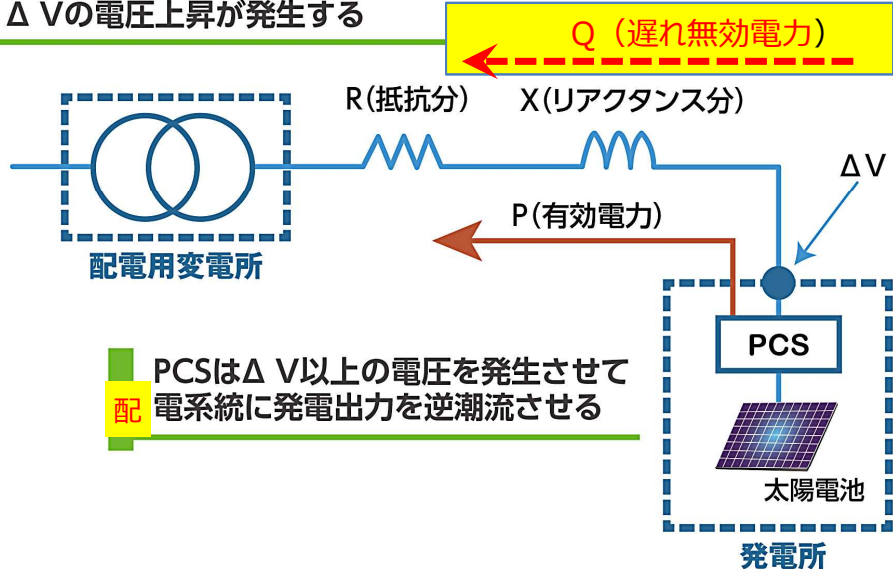 Δ Vの電圧上昇が発生する
Q（遅れ無効電力）
R(抵抗分)
X(リアクタンス分)
ΔV
P(有効電力)
配電用変電所
PCS
PCSはΔ V以上の電圧を発生させて
配電系統に発電出力を逆潮流させる
太陽電池
発電所